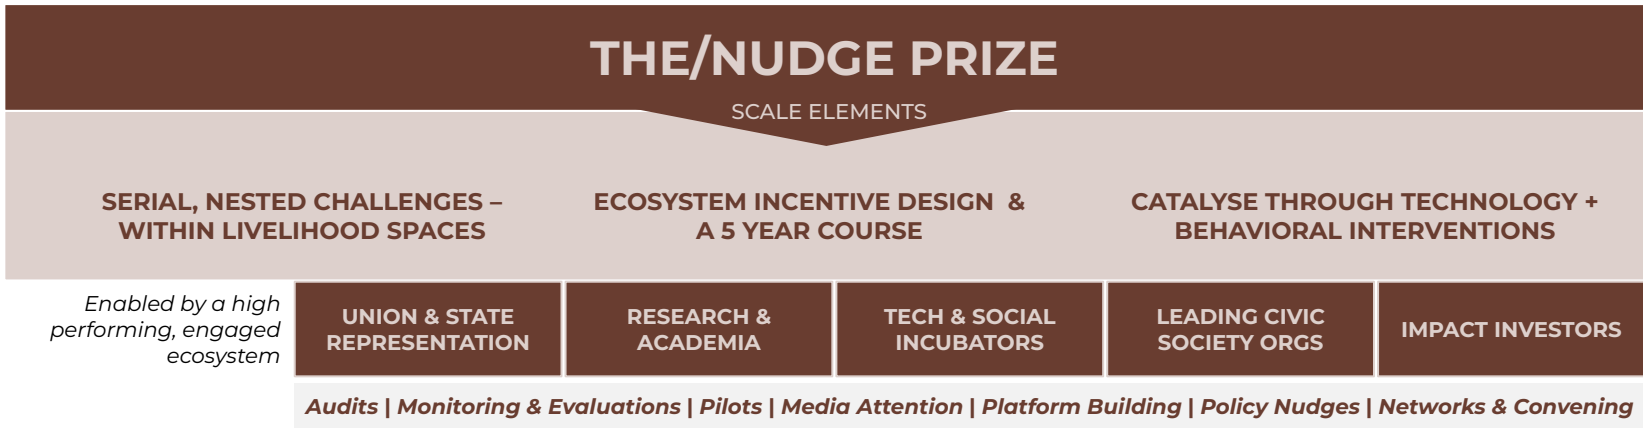 THE/NUDGE PRIZE
SCALE ELEMENTS
SERIAL, NESTED CHALLENGES –
WITHIN LIVELIHOOD SPACES
ECOSYSTEM INCENTIVE DESIGN &
A 5 YEAR COURSE
CATALYSE THROUGH TECHNOLOGY +
BEHAVIORAL INTERVENTIONS
Enabled by a high
performing, engaged
ecosystem
UNION & STATE
REPRESENTATION
RESEARCH &
ACADEMIA
TECH & SOCIAL
INCUBATORS
LEADING CIVIC
SOCIETY ORGS
IMPACT INVESTORS
Audits | Monitoring & Evaluations | Pilots | Media Attention | Platform Building | Policy Nudges | Networks & Convening